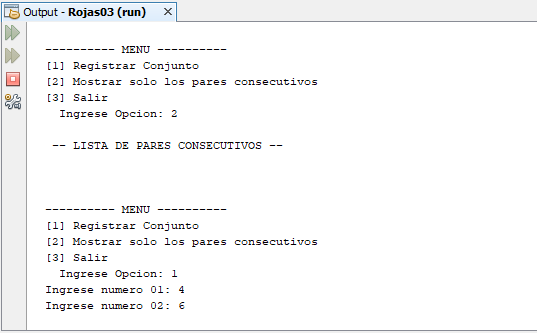 Output - Rojas03 (run)
---------- MENU ----------
[1] Registrar Conjunto
[2] Mostrar solo los pares consecutivos
[3] Salir
Ingrese Opcion: 2
-- LISTA DE PARES CONSECUTIVOS --
---------- MENU ----------
[1] Registrar Conjunto
[2] Mostrar solo los pares consecutivos
[3] Salir
Ingrese Opcion: 1
Ingrese numero 01: 4
Ingrese numero 02: 6